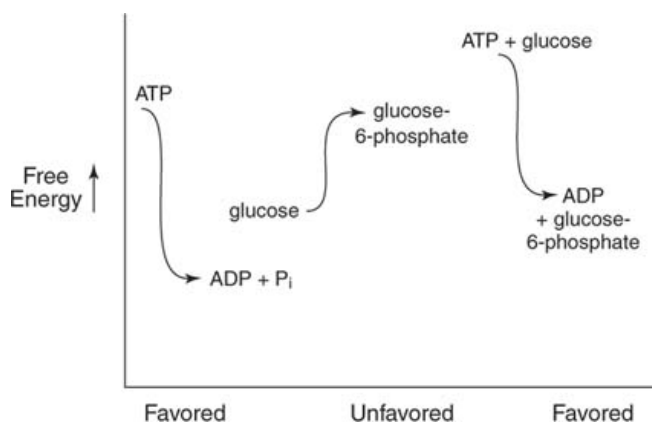 ATP + glucose
ATP
glucose-
6-phosphate
Free
Energy
glucose
ADP
+ glucose-
6-phosphate
ADP + Pi
Favored
Unfavored
Favored